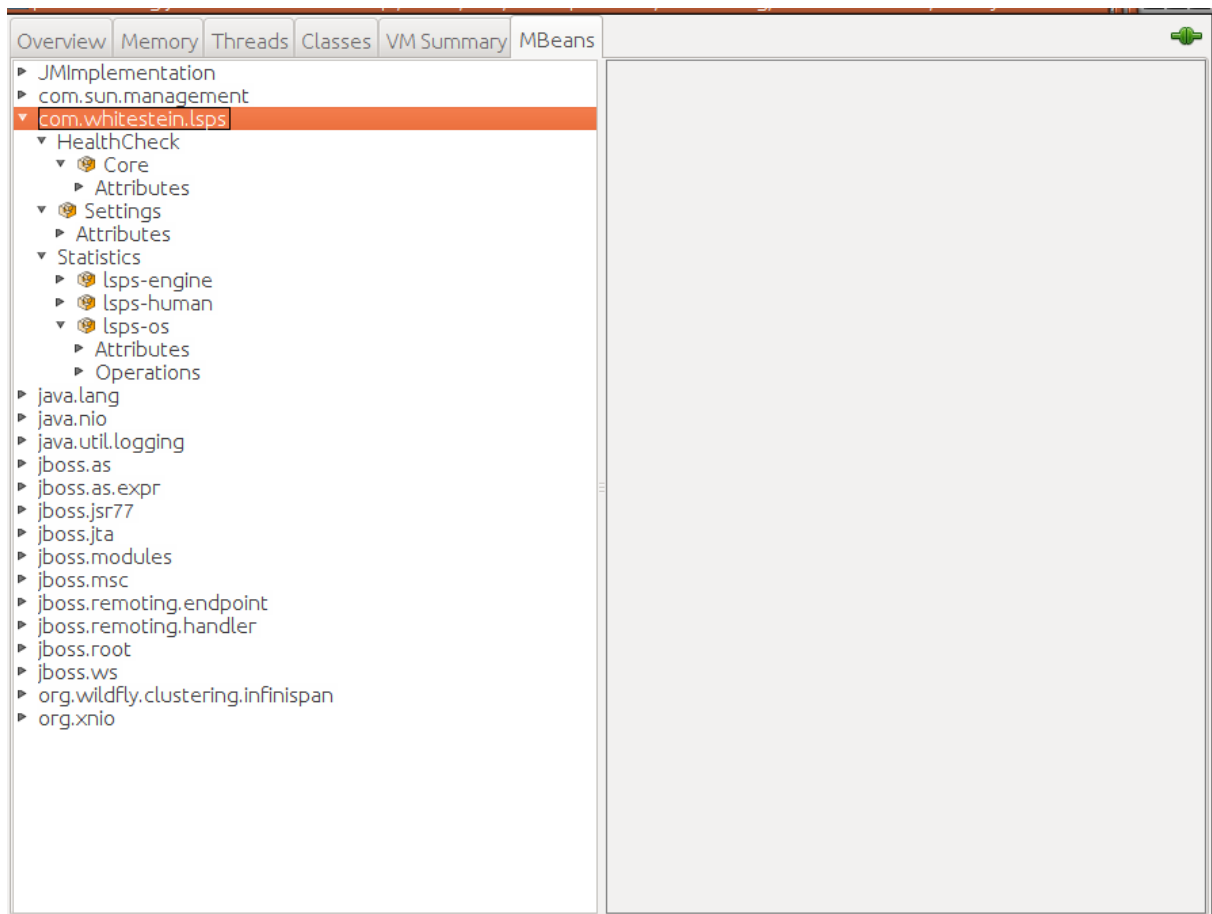 Overview Memory Threads Classes VM Summary MBeans
JMImplementation
com.sun.management
com.whitestein.lsps
HealthCheck
Core
Attributes
Settings
Attributes
Statistics
lsps-engine
lsps-human
lsps-os
Attributes
Operations
java.lang
java.nio
java.util.logging
jboss.as
jboss.as.expr
jboss.jsr77
jboss.jta
jboss.modules
jboss.msc
jboss.remoting.endpoint
jboss.remoting.handler
jboss.root
jboss.ws
org.wildfly.clustering.infinispan
org.xnio